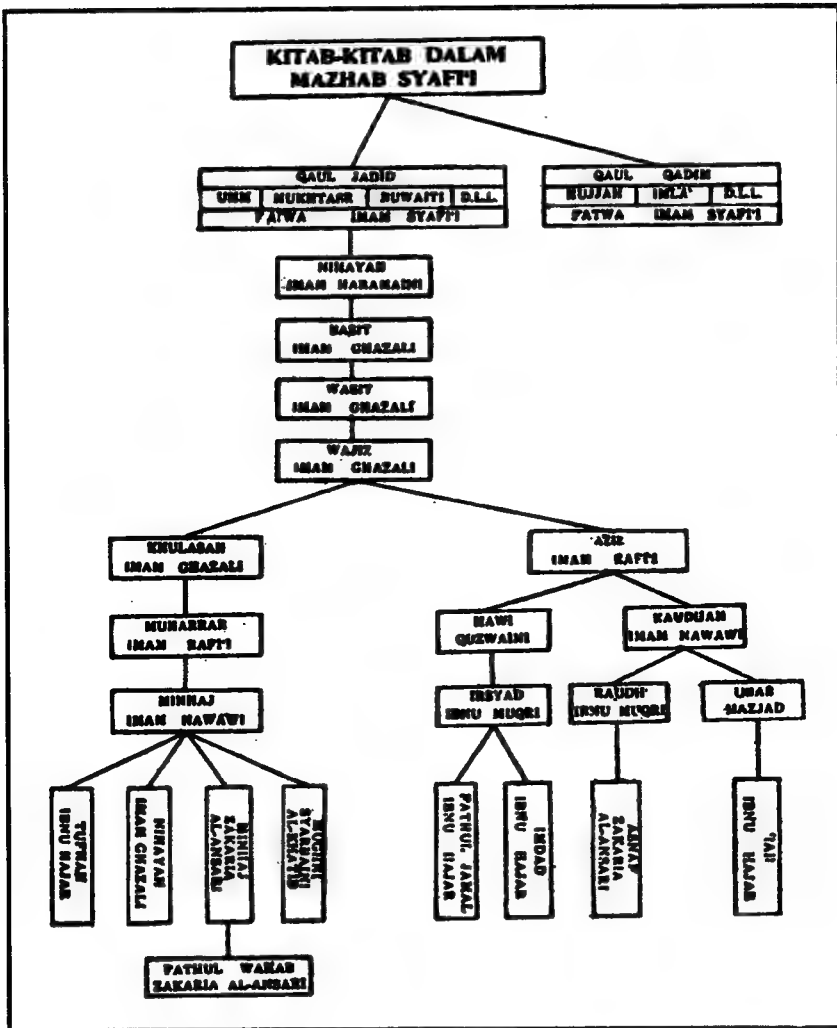 KITAB-KITAB DALAM
MAZHAB SYAFI'I
QAUL JADID
UMM MUKHTASR BUWAITI D.L.L.
FATWA IMAM SYAFI'I
QAUL QADIM
HUJJAH IMLA' D.L.L.
FATWA IMAM SYAFI'I
NIHAYAH
IMAM HARAMAINI
BASIT
IMAM GHAZALI
WASIT
IMAM GHAZALI
WAJIZ
IMAM GHAZALI
KHULASAH
IMAM GHAZALI
AZIZ
IMAM RAFI'I
MUHARRAR
IMAM RAFI'I
HAWI
QUZWAINI
RAUDHAH
IMAM NAWAWI
MINHAJ
IMAM NAWAWI
IRSYAD
IBNU MUQRI
RAUDH
IBNU MUQRI
UBAB
MAZJAD
TUHFAH
IBNU HAJAR
NIHAYAH
IMAM GHAZALI
MINHAJ
ZAKARIA
AL-ANSARI
MUGHNI
SYARBAINI
AL-KHATIB
FATHUL JAWAL
IBNU HAJAR
IMDAD
IBNU HAJAR
ASNAF
ZAKARIA
AL-ANSARI
IBNU HAJAR
FATHUL WAHAB
ZAKARIA AL-ANSARI